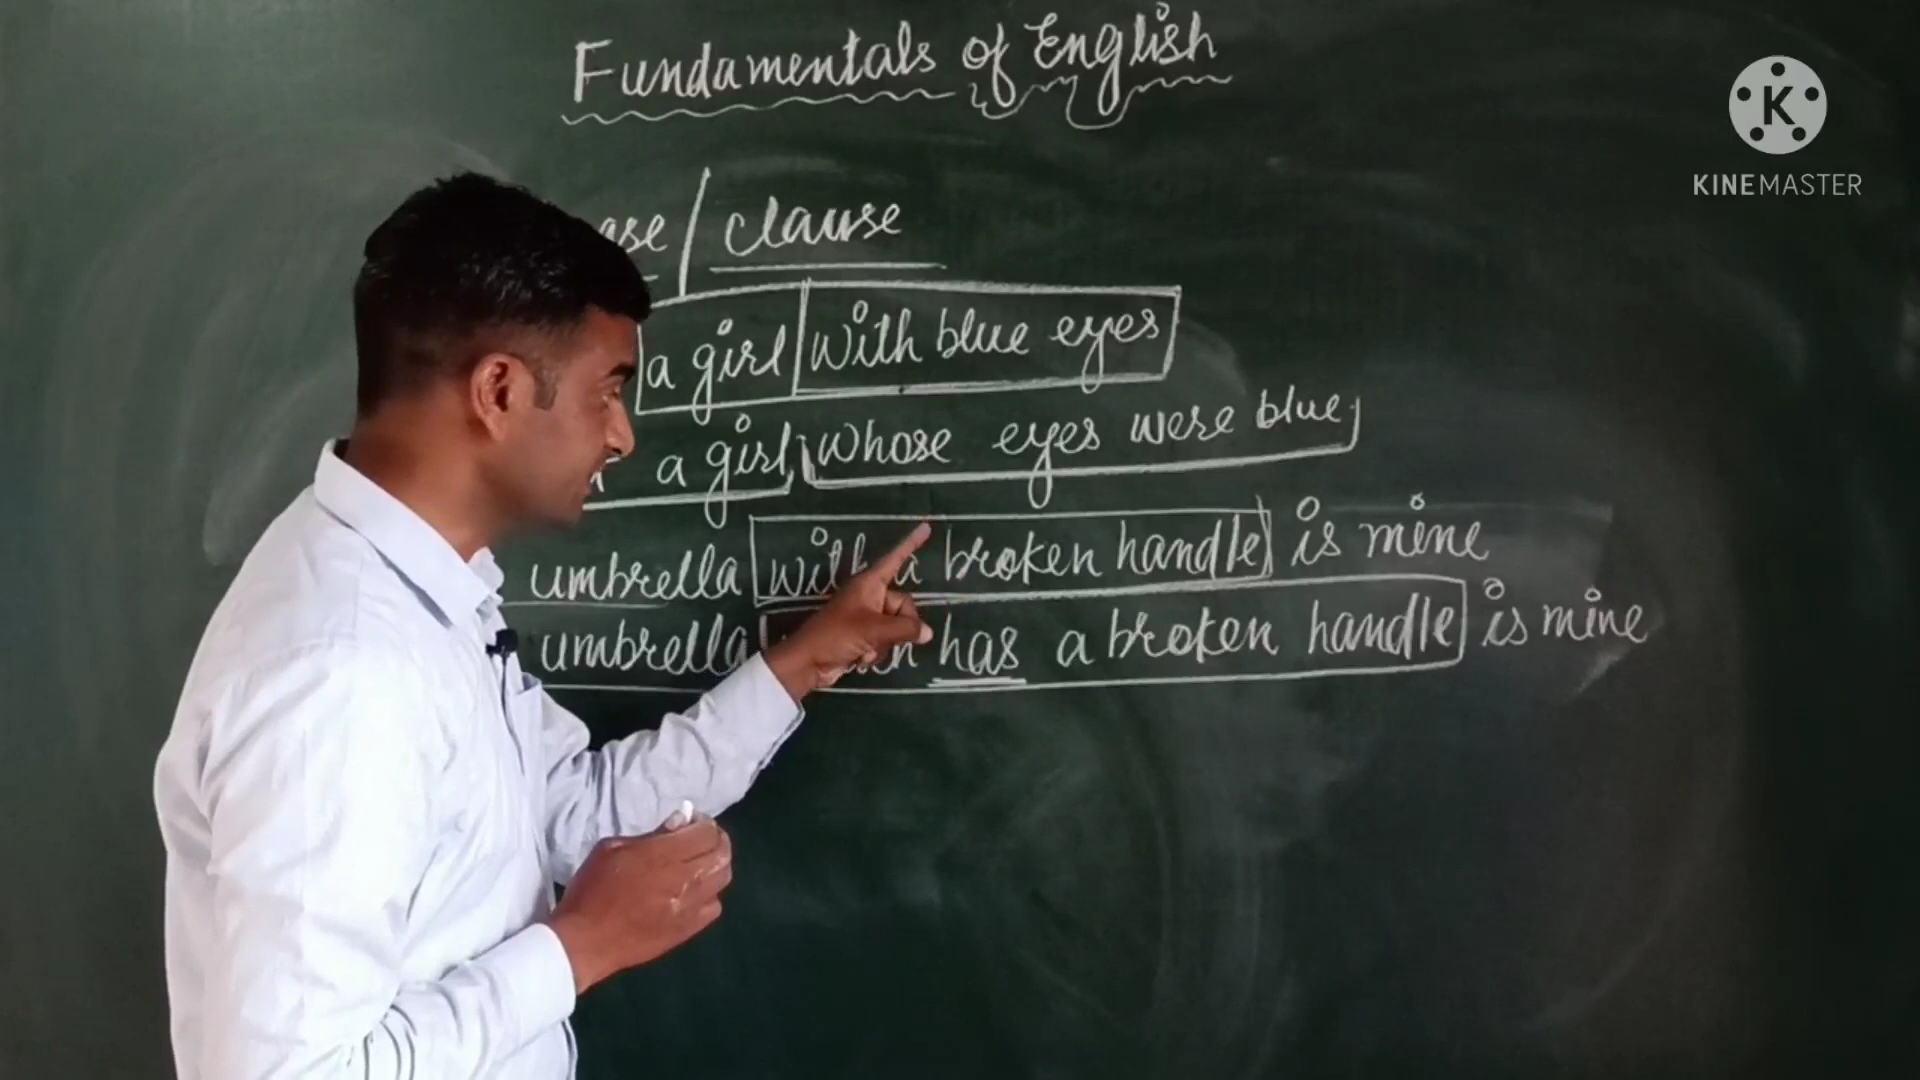 Fundamentals of English
K
KINEMASTER
ase / clause
a girl with blue eyes
a girl, whose eyes were blue,
umbrella with a broken handle is mine
umbrella has a broken handle is mine